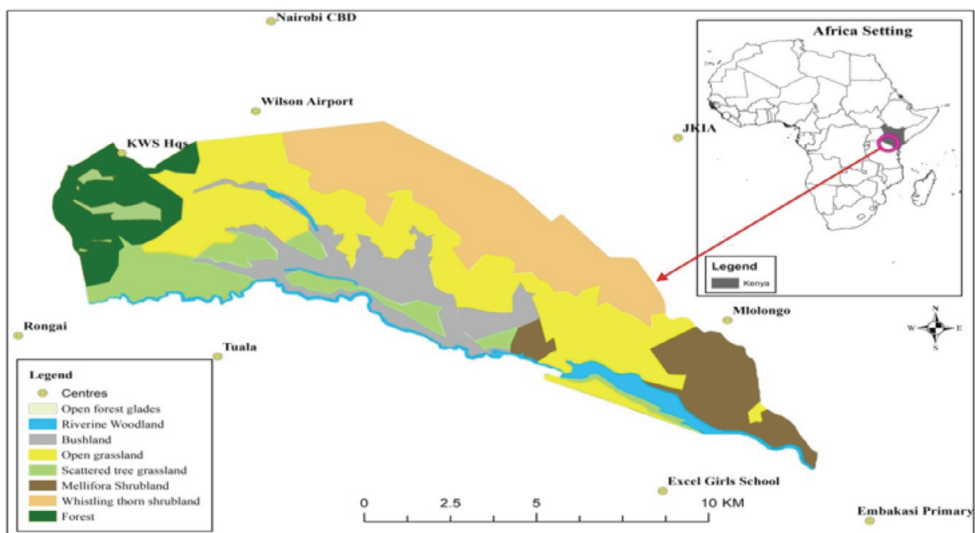 Nairobi CBD
Africa Setting
Wilson Airport
JKIA
KWS Hqs
Legend
Kenya
Mlolongo
N
W E
S
Rongai
Tuala
Legend
Centres
Open forest glades
Riverine Woodland
Bushland
Open grassland
Scattered tree grassland
Mellifora Shrubland
Whistling thorn shrubland
Forest
Excel Girls School
0 2.5 5 10 KM
Embakasi Primary